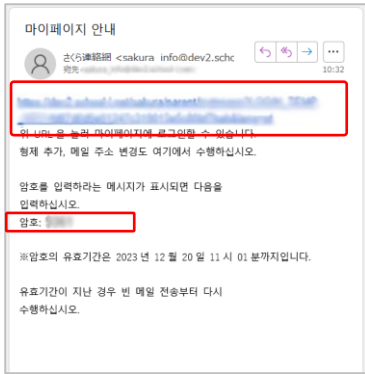 마이페이지 안내
さくら連絡網 <sakura_info@dev2.schc
宛先
10:32
위 URL 을 눌러 마이페이지에 로그인할 수 있습니다.
형제 추가, 메일 주소 변경도 여기에서 수행하십시오.
암호를 입력하라는 메시지가 표시되면 다음을
입력하십시오.
암호:
※암호의 유효기간은 2023 년 12 월 20 일 11 시 01 분까지입니다.
유효기간이 지난 경우 빈 메일 전송부터 다시
수행하십시오.